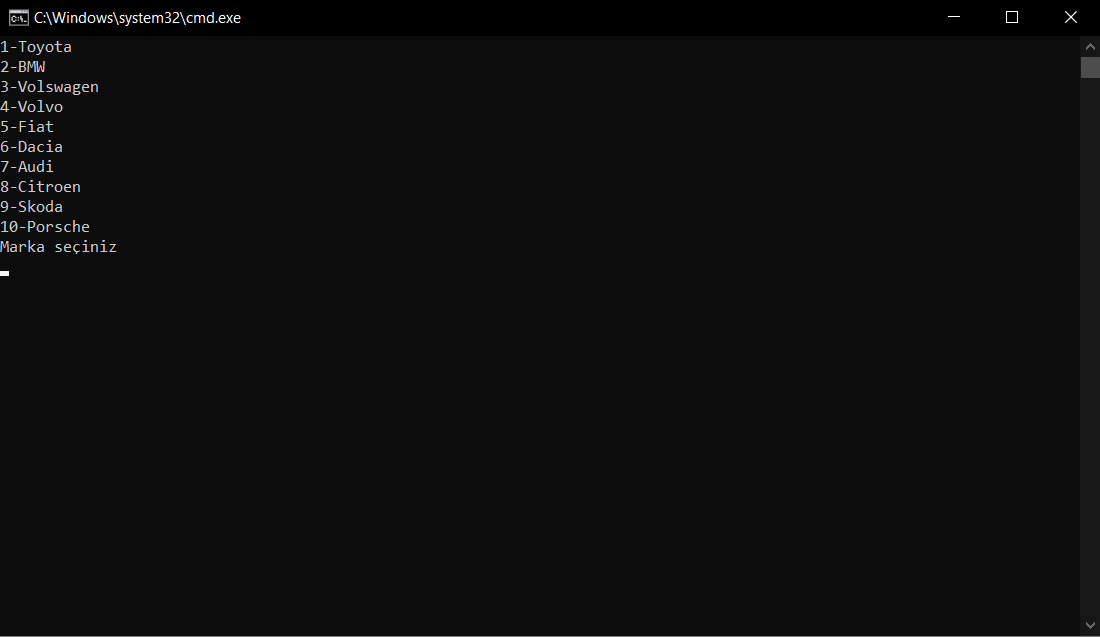 C:\Windows\system32\cmd.exe
1-Toyota
2-BMW
3-Volswagen
4-Volvo
5-Fiat
6-Dacia
7-Audi
8-Citroen
9-Skoda
10-Porsche
Marka seçiniz